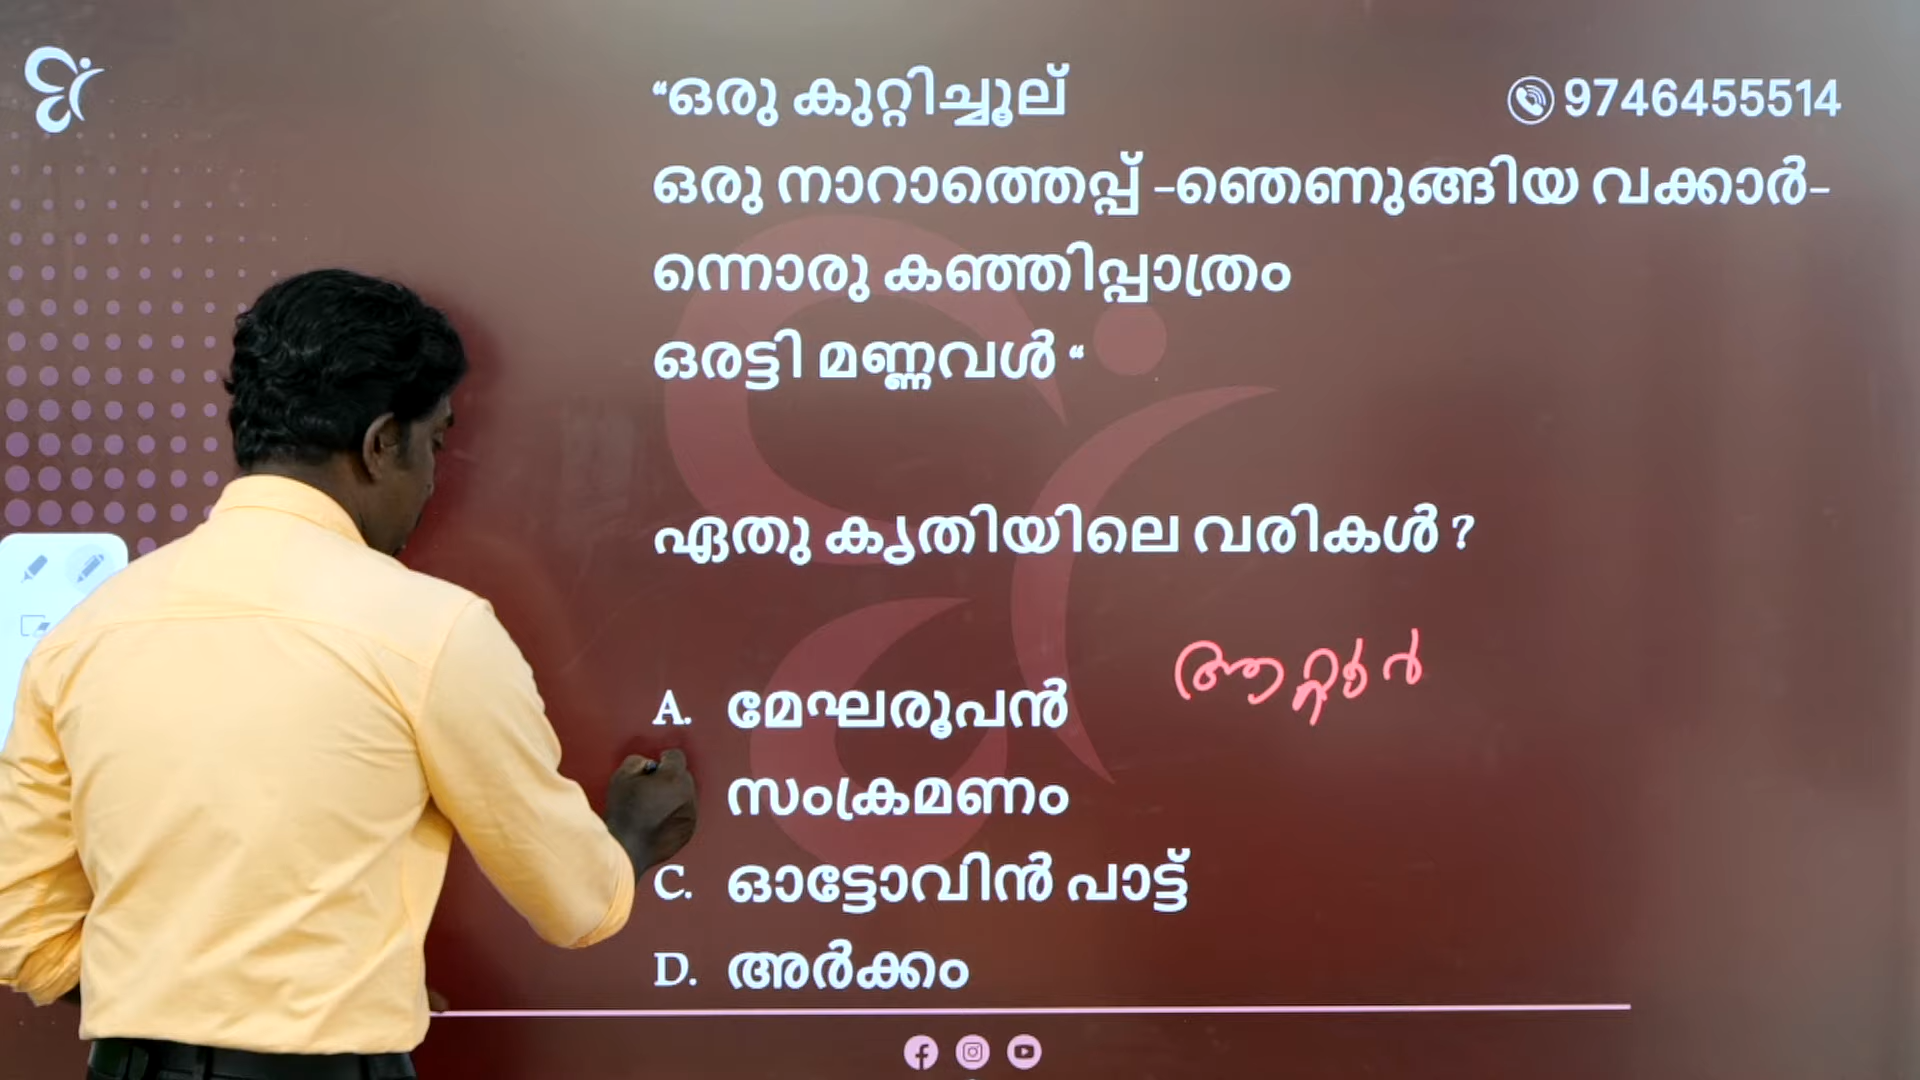 “ഒരു കുറ്റിച്ചൂല്
9746455514
ഒരു നാറാത്തെപ്പ് -ഞെണുങ്ങിയ വക്കാർ-
ന്നൊരു കഞ്ഞിപ്പാത്രം
ഒരട്ടി മണ്ണവൾ “
ഏതു കൃതിയിലെ വരികൾ ?
ആറ്റൂർ
A. മേഘരൂപൻ
സംക്രമണം
C. ഓട്ടോവിൻ പാട്ട്
D. അർക്കം